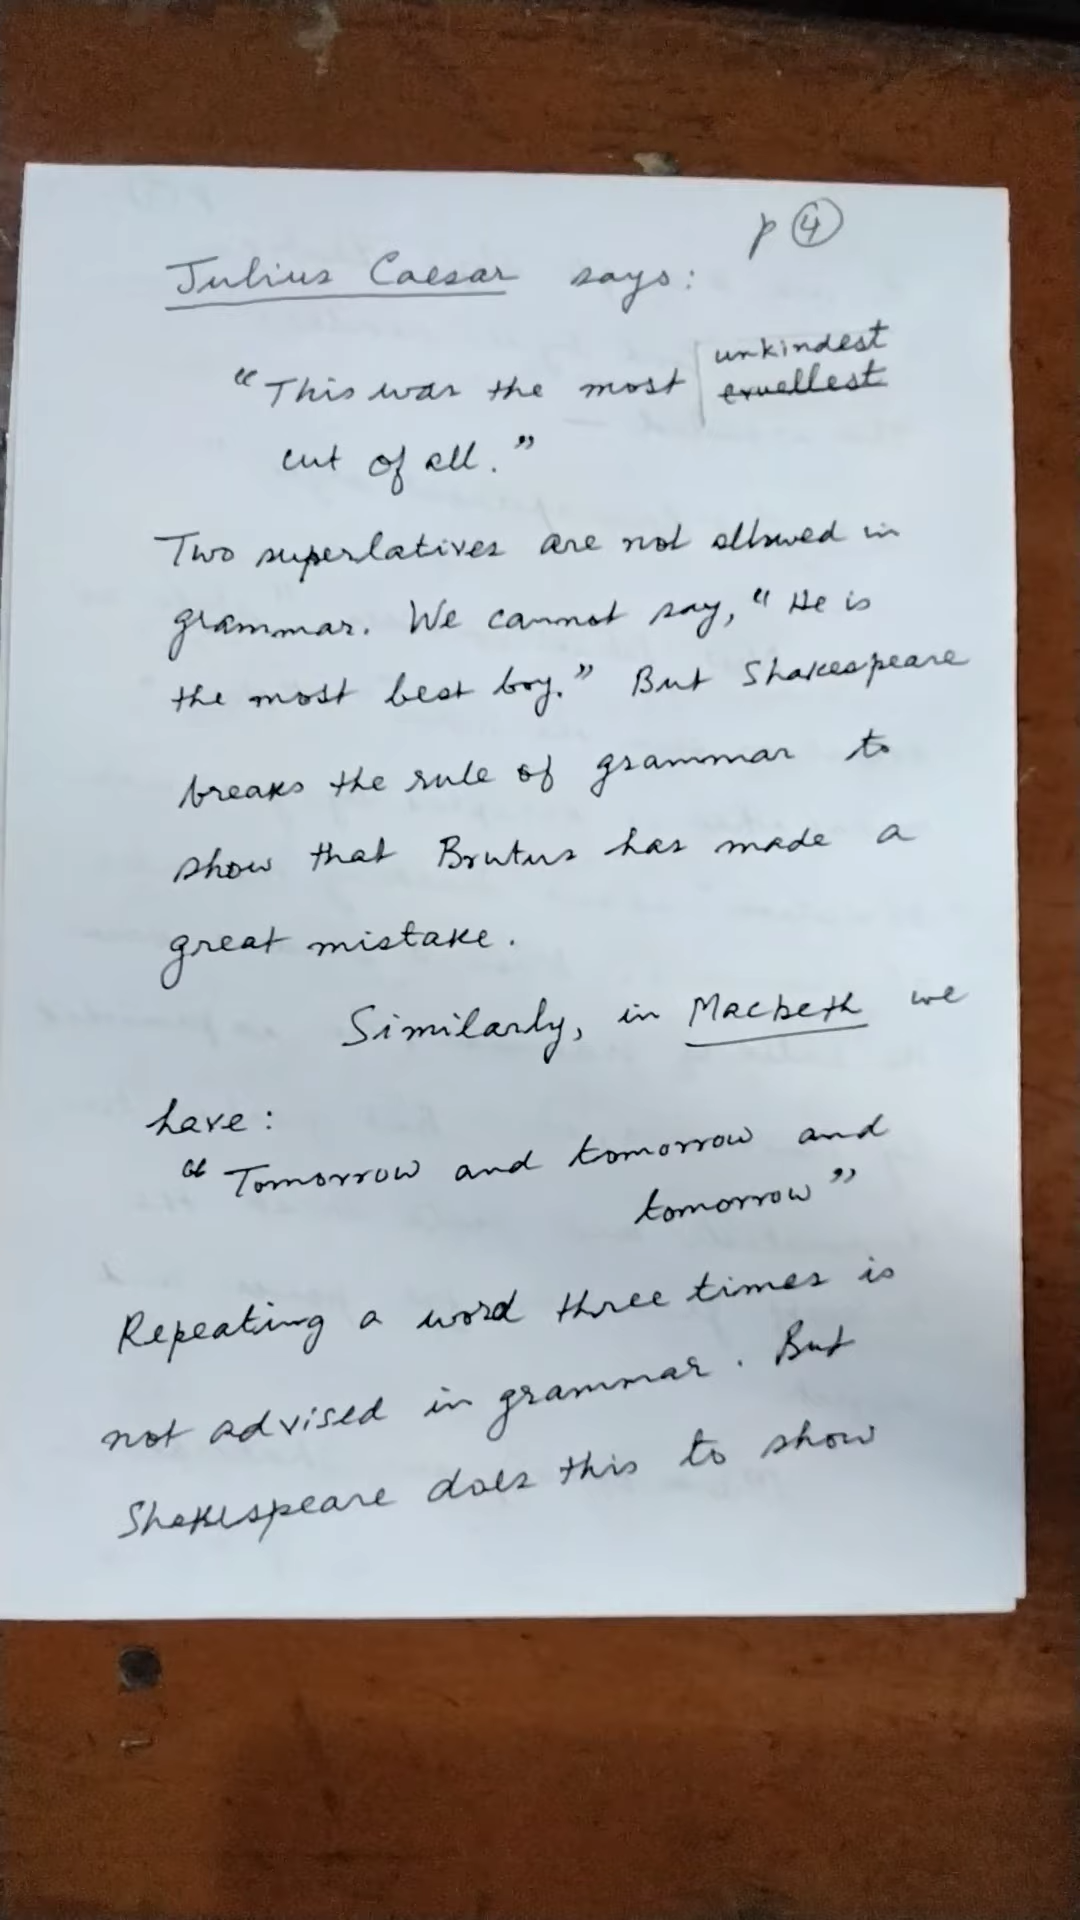 p 4
Julius Caesar says:
unkindest
"This was the most cruellest
cut of all."
Two superlatives are not allowed in
grammar. We cannot say, "He is
the most best boy." But Shakespeare
breaks the rule of grammar to
show that Brutus has made a
great mistake.
Similarly, in Macbeth we
have:
"Tomorrow and tomorrow and
tomorrow"
Repeating a word three times is
not advised in grammar. But
Shakespeare does this to show